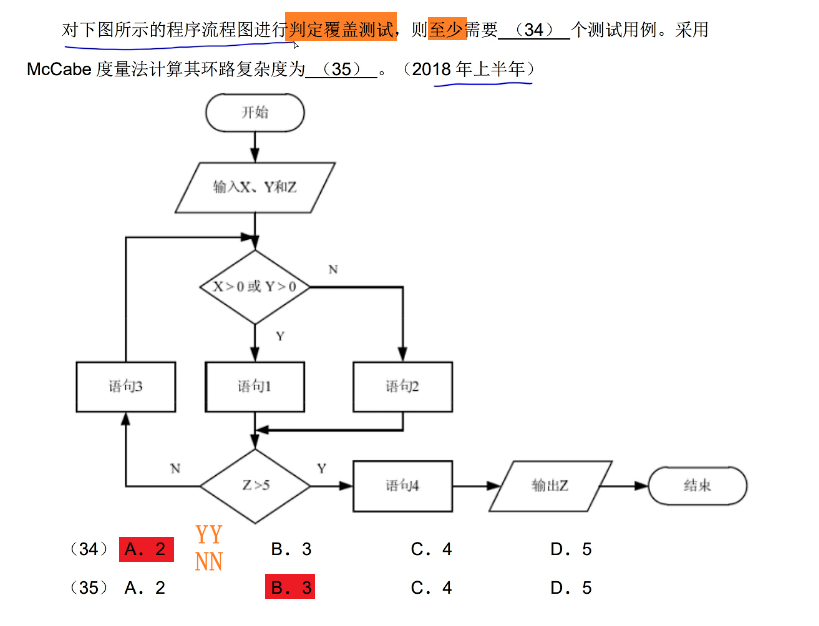 对下图所示的程序流程图进行判定覆盖测试，则至少需要 （34） 个测试用例。采用
McCabe 度量法计算其环路复杂度为 （35） 。（2018 年上半年）
开始
输入X、Y和Z
X>0 或 Y>0
N
Y
语句3
语句1
语句2
N
Z>5
Y
语句4
输出Z
结束
YY
（34） A．2 B．3 C．4 D．5
NN
（35） A．2 B．3 C．4 D．5